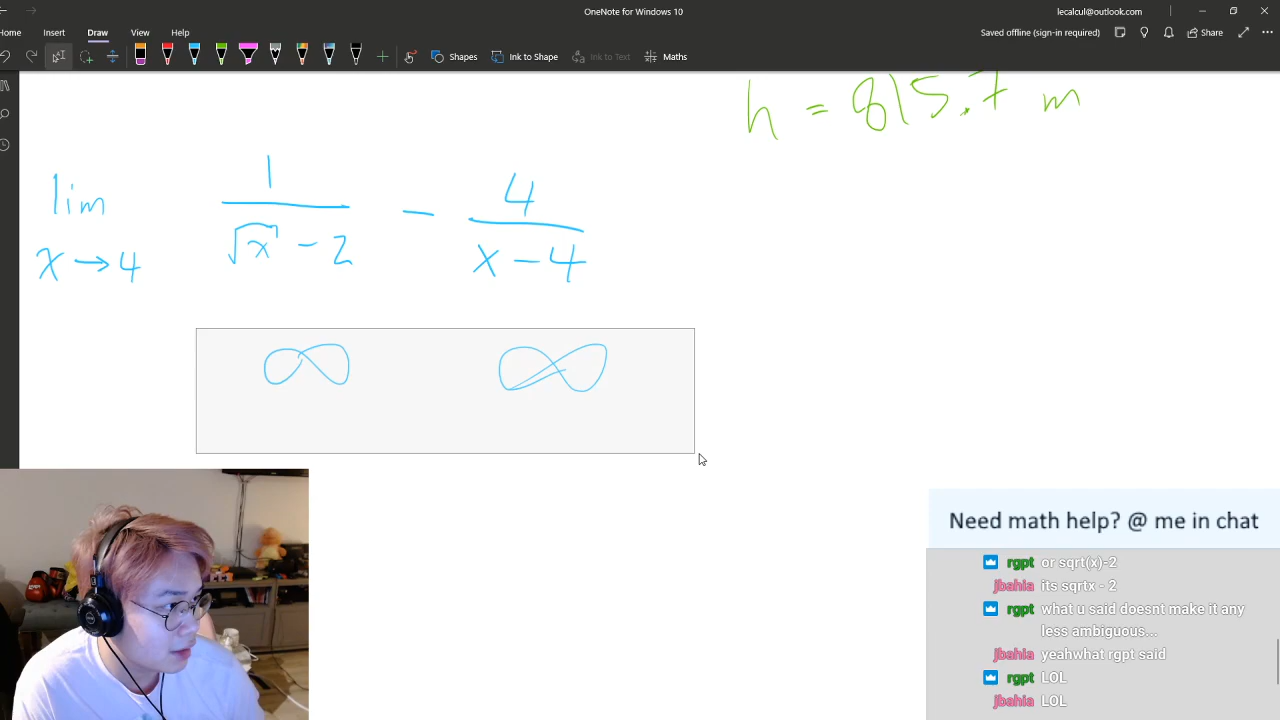 OneNote for Windows 10
lecalcul@outlook.com
Home Insert Draw View Help
Saved offline (sign-in required)
Share
Shapes
Ink to Shape
Ink to Text
Maths
h = 815.7 m
lim x→4 1/(√x − 2) − 4/(x − 4)
∞ ∞
Need math help? @ me in chat
rgpt or sqrt(x)-2
jbahia its sqrtx - 2
rgpt what u said doesnt make it any
less ambiguous...
jbahia yeahwhat rgpt said
rgpt LOL
jbahia LOL